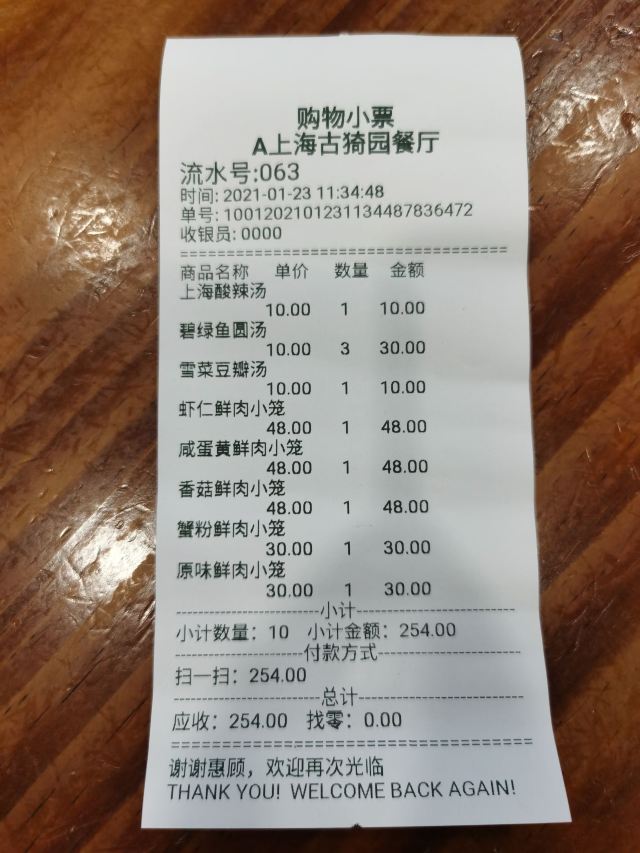 购物小票
A上海古猗园餐厅
流水号:063
时间: 2021-01-23 11:34:48
单号: 1001202101231134487836472
收银员: 0000
商品名称 单价 数量 金额
上海酸辣汤
10.00 1 10.00
碧绿鱼圆汤
10.00 3 30.00
雪菜豆瓣汤
10.00 1 10.00
虾仁鲜肉小笼
48.00 1 48.00
咸蛋黄鲜肉小笼
48.00 1 48.00
香菇鲜肉小笼
48.00 1 48.00
蟹粉鲜肉小笼
30.00 1 30.00
原味鲜肉小笼
30.00 1 30.00
小计
小计数量: 10 小计金额: 254.00
付款方式
扫一扫: 254.00
总计
应收: 254.00 找零: 0.00
谢谢惠顾，欢迎再次光临
THANK YOU! WELCOME BACK AGAIN!